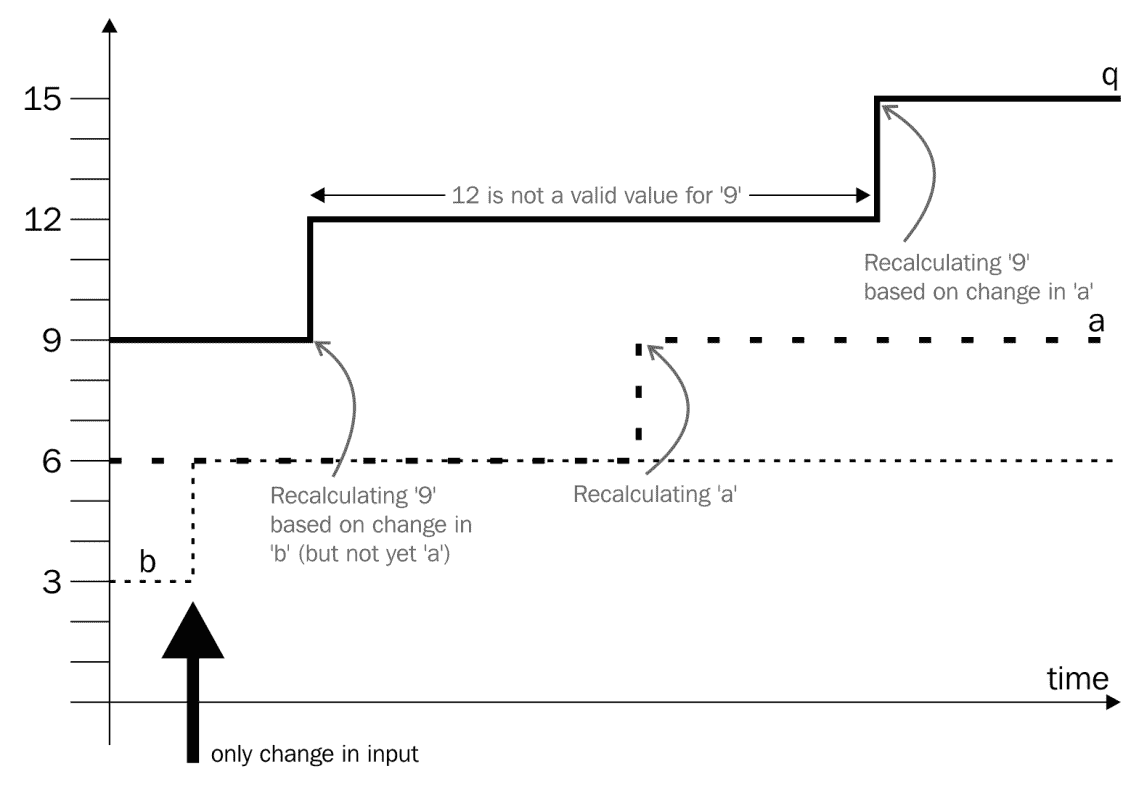 q
15
12 is not a valid value for '9'
12
Recalculating '9'
based on change in 'a'
a
9
6
Recalculating '9'
based on change in
'b' (but not yet 'a')
Recalculating 'a'
b
3
time
only change in input